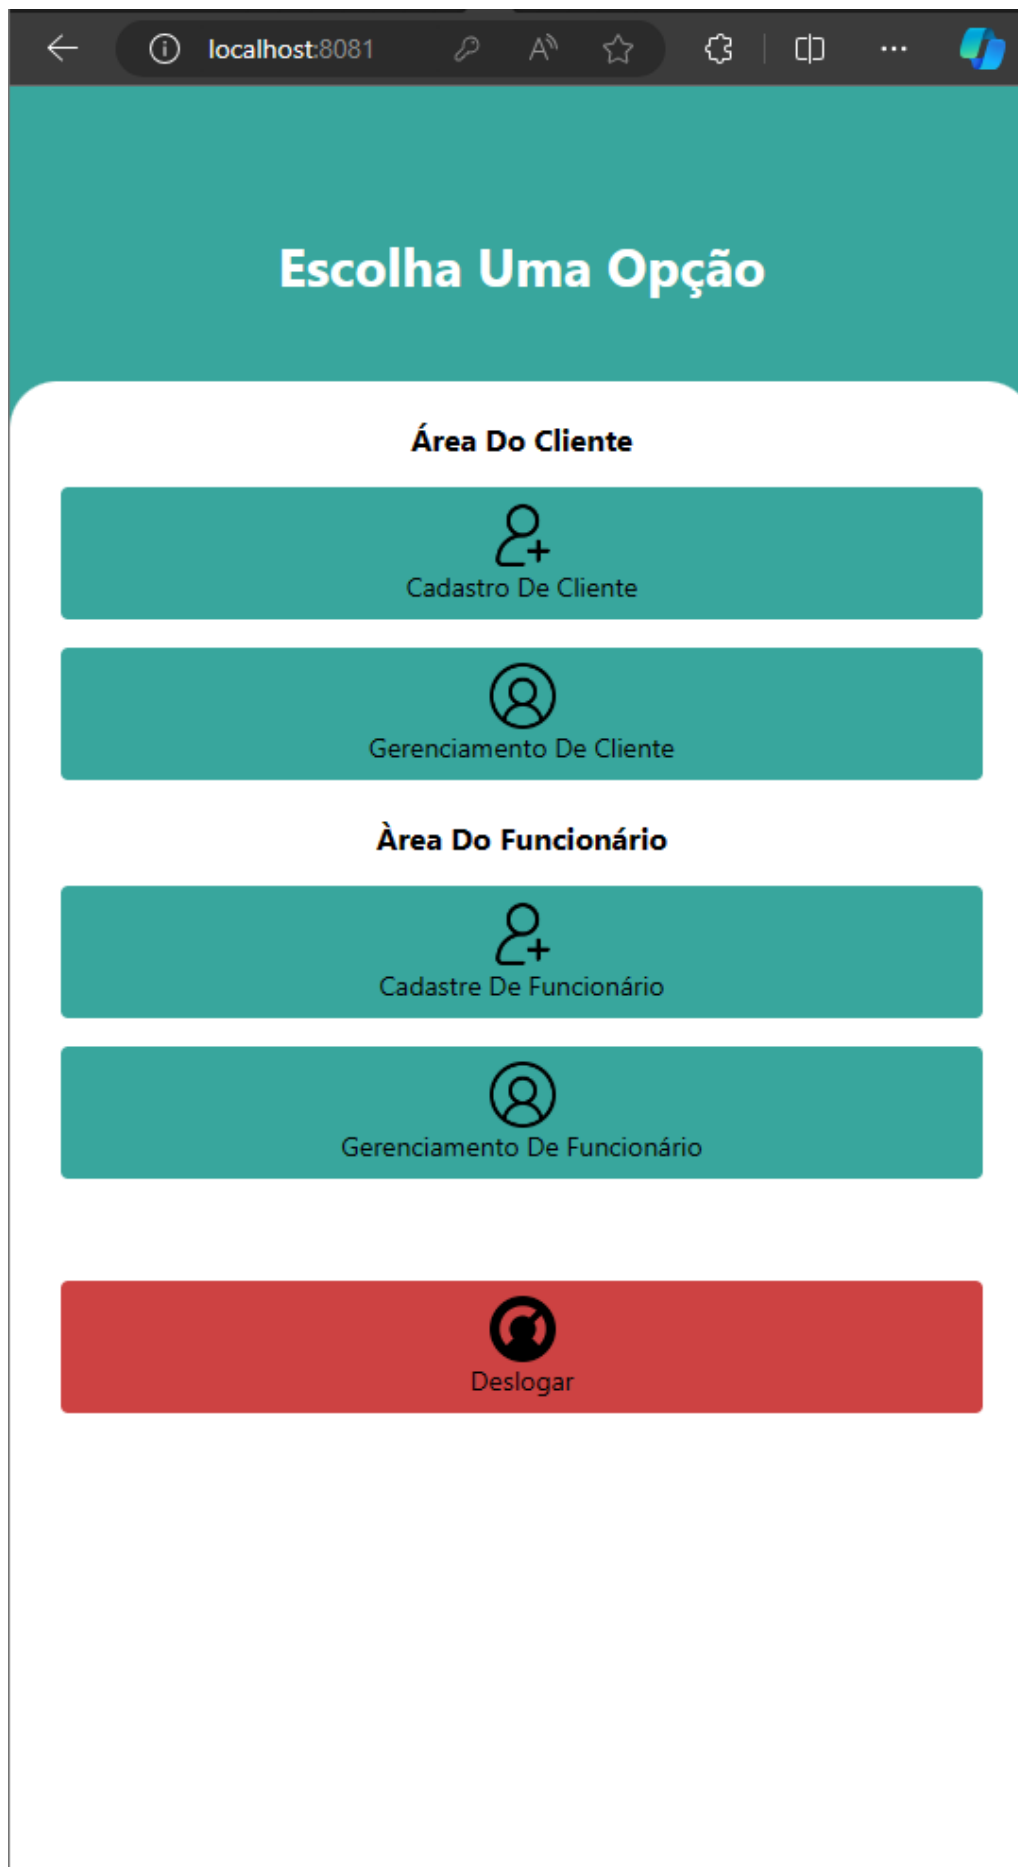 localhost:8081
Escolha Uma Opção
Área Do Cliente
Cadastro De Cliente
Gerenciamento De Cliente
Àrea Do Funcionário
Cadastre De Funcionário
Gerenciamento De Funcionário
Deslogar